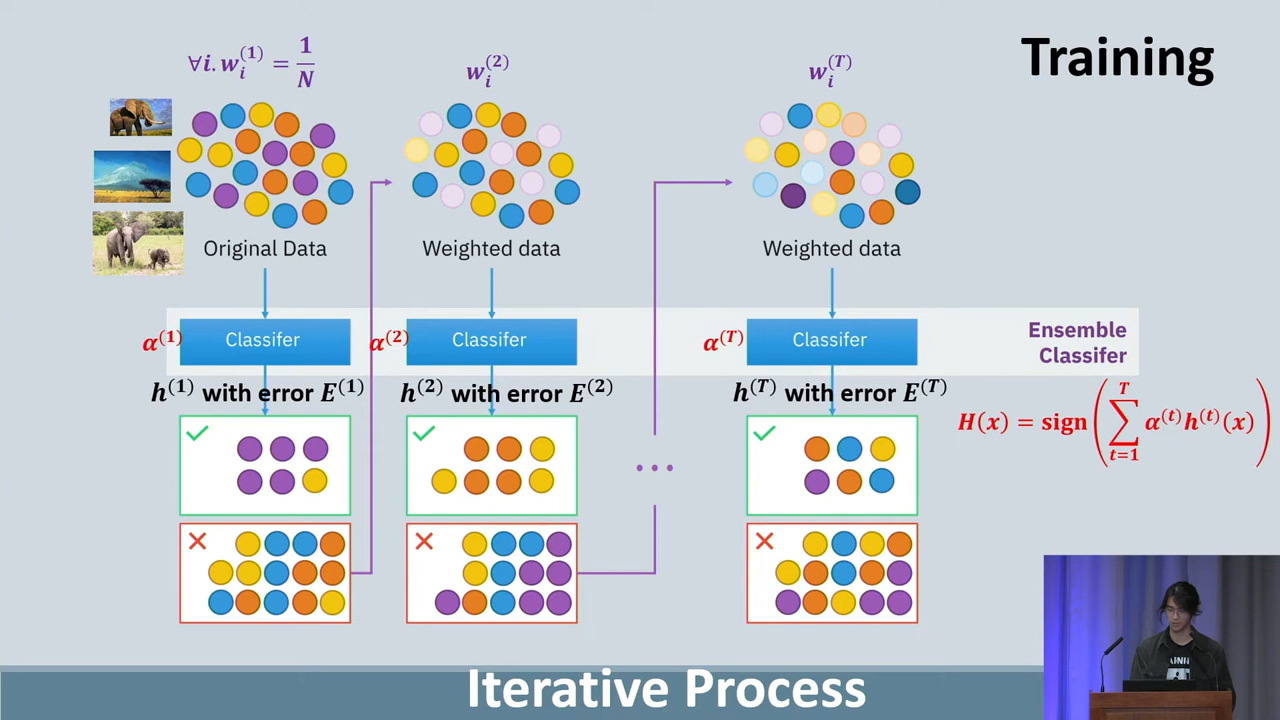 Training
∀i.w_i^(1) = 1/N
w_i^(2)
w_i^(T)
Original Data
Weighted data
Weighted data
α^(1)
Classifer
α^(2)
Classifer
α^(T)
Classifer
Ensemble
Classifer
h^(1) with error E^(1)
h^(2) with error E^(2)
h^(T) with error E^(T)
H(x) = sign(∑_{t=1}^{T} α^(t) h^(t)(x))
...
Iterative Process